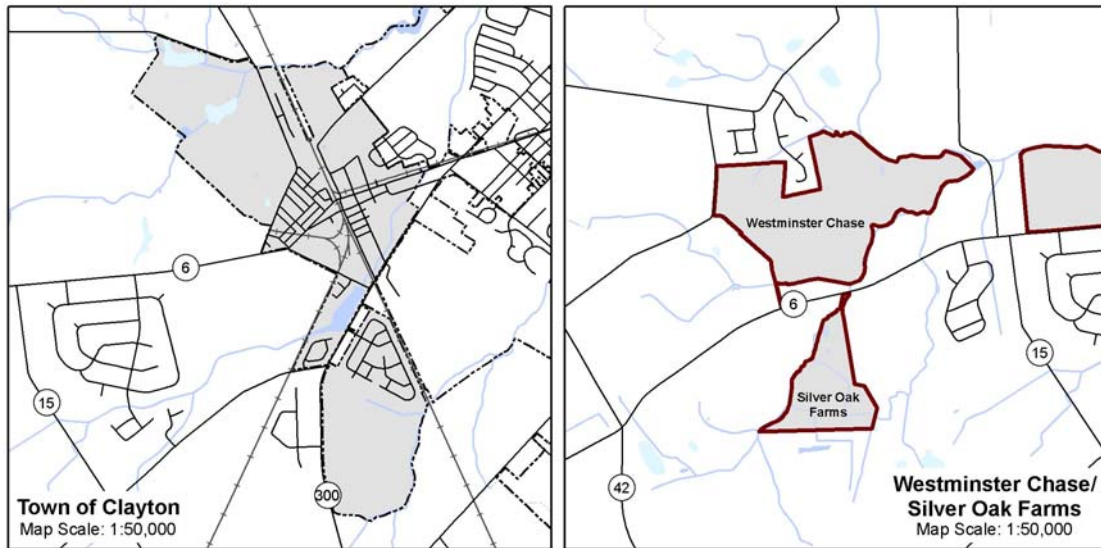 6
15
300
Town of Clayton
Map Scale: 1:50,000
Westminster Chase
6
15
Silver Oak
Farms
42
Westminster Chase/
Silver Oak Farms
Map Scale: 1:50,000